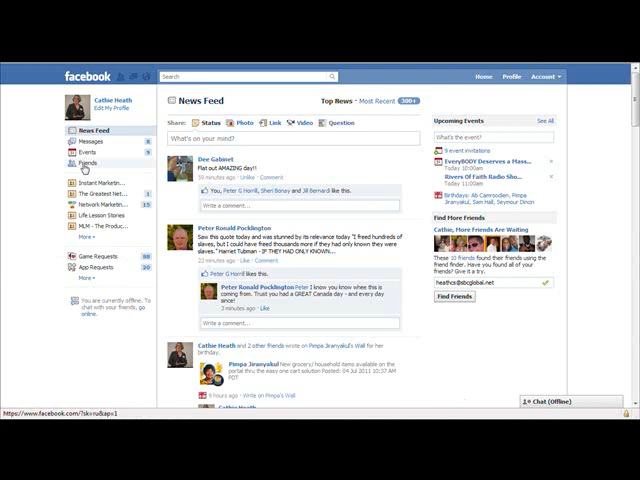 facebook
Search
Home Profile Account
Cathie Heath
Edit My Profile
News Feed
Messages 8
Events 9
Friends
Instant Marketin...
The Greatest Net... 1
Network Marketin... 15
Life Lesson Stories
MLM - The Produc...
More
Game Requests 98
App Requests 20
More
You are currently offline. To
chat with your friends, go
online.
News Feed
Top News · Most Recent 300+
Share: Status Photo Link Video Question
What's on your mind?
Dee Gabinet
Flat out AMAZING day!!
59 minutes ago · Unlike · Comment
You, Peter G Horrill, Sheri Bonay and Jill Bernardi like this.
Write a comment...
Peter Ronald Pocklington
Saw this quote today and was stunned by its relevance today "I freed hundreds of
slaves, but I could have freed thousands more if they had only known they were
slaves." Harriet Tubman - IF THEY HAD ONLY KNOWN...
22 minutes ago · Like · Comment
Peter G Horrill likes this.
Peter Ronald Pocklington Peter I know you know whee this is
coming from. Trust you had a GREAT Canada day - and every day
since!
3 minutes ago · Like
Write a comment...
Cathie Heath and 2 other friends wrote on Pimpa Jiranyakul's Wall for her
birthday.
Pimpa Jiranyakul New grocery/ household items available on the
portal thru the easy one cart solution Posted: 04 Jul 2011 10:37 AM
PDT
8 hours ago · Write on Pimpa's Wall
Cathie Heath
Upcoming Events See All
What's the event?
9 event invitations
EveryBODY Deserves a Mass...
Today 10:00am
Rivers Of Faith Radio Sho...
Today 11:00am
Birthdays: Ab Camrodien, Pimpa
Jiranyakul, Sam Hall, Seymour Dincin
Find More Friends
Cathie, More Friends Are Waiting
These 10 friends found their friends using the
friend finder. Have you found all of your
friends? Give it a try.
heathcs@sbcglobal.net
Find Friends
Chat (Offline)
https://www.facebook.com/?sk=ru&ap=1